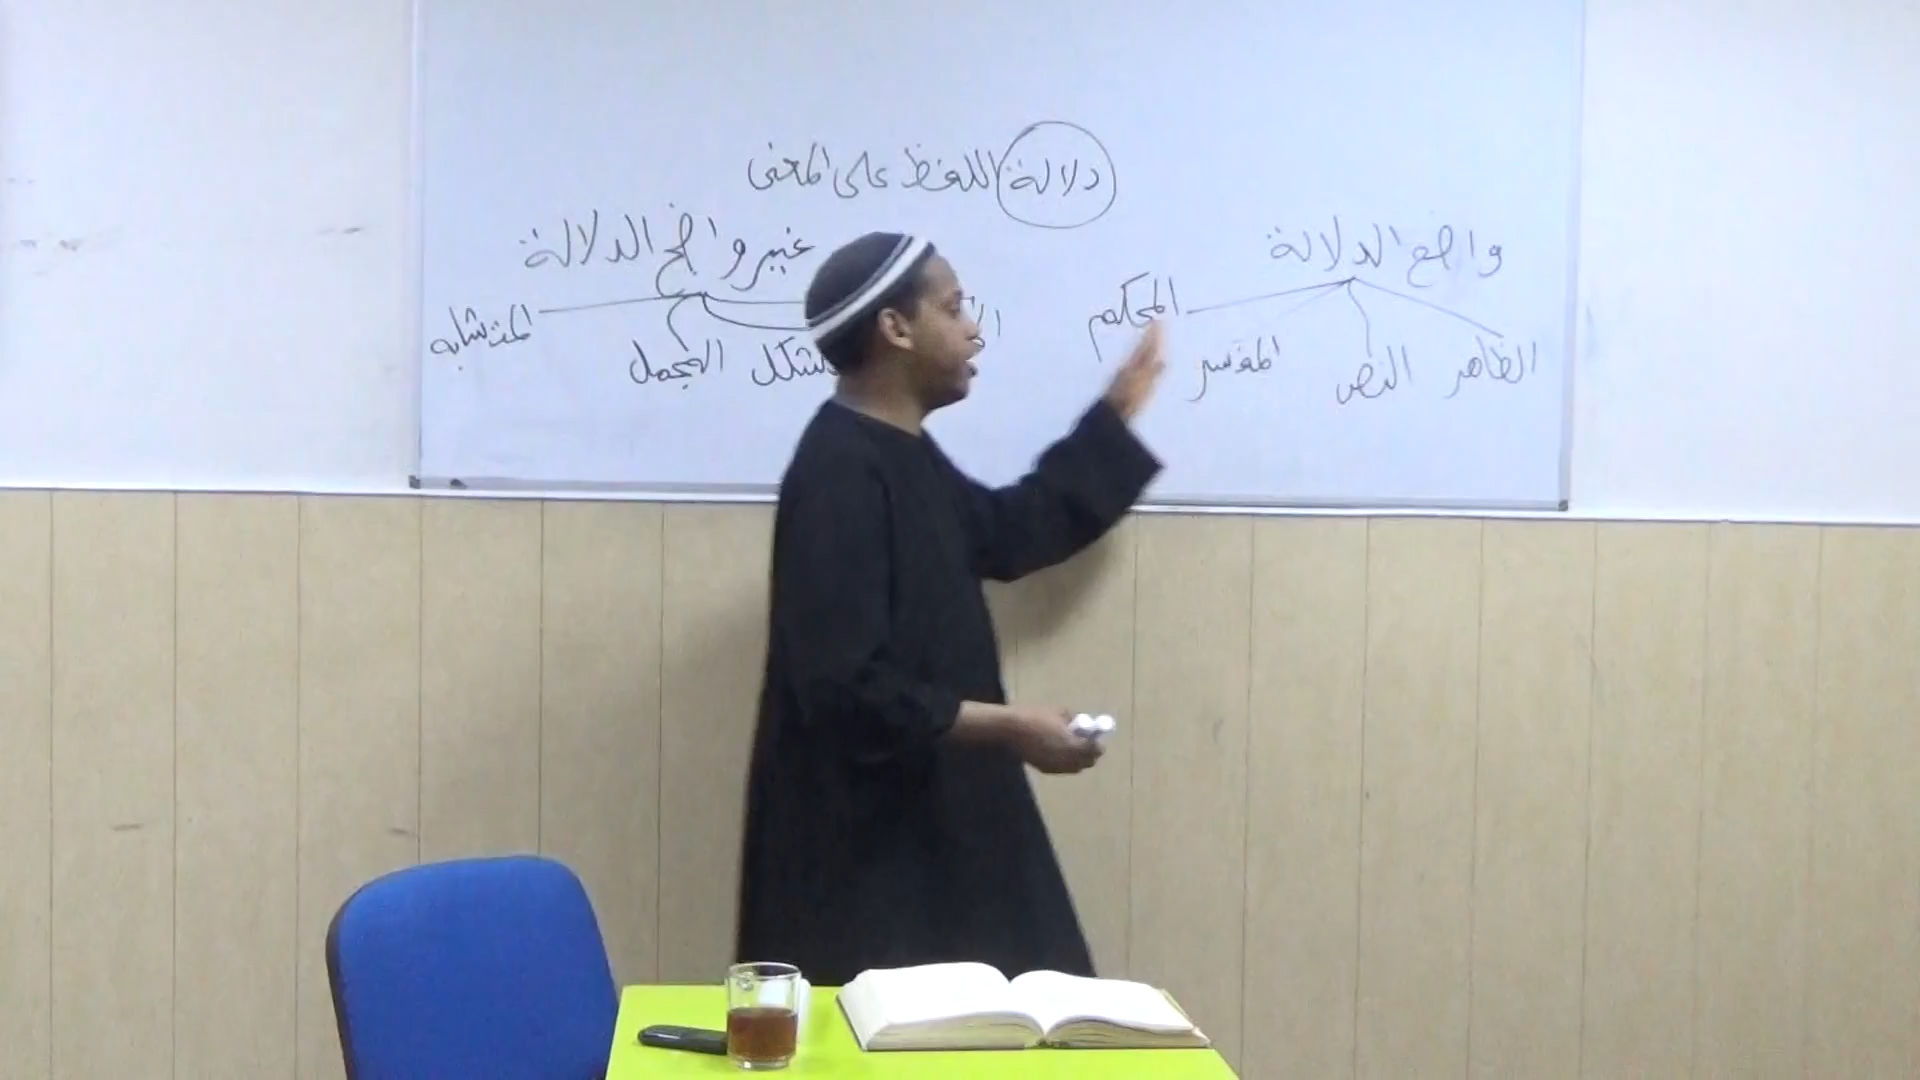 دلالة اللفظ على المعنى
واضح الدلالة
غير واضح الدلالة
الظاهر النص المفسر المحكم
المشكل المجمل المتشابه